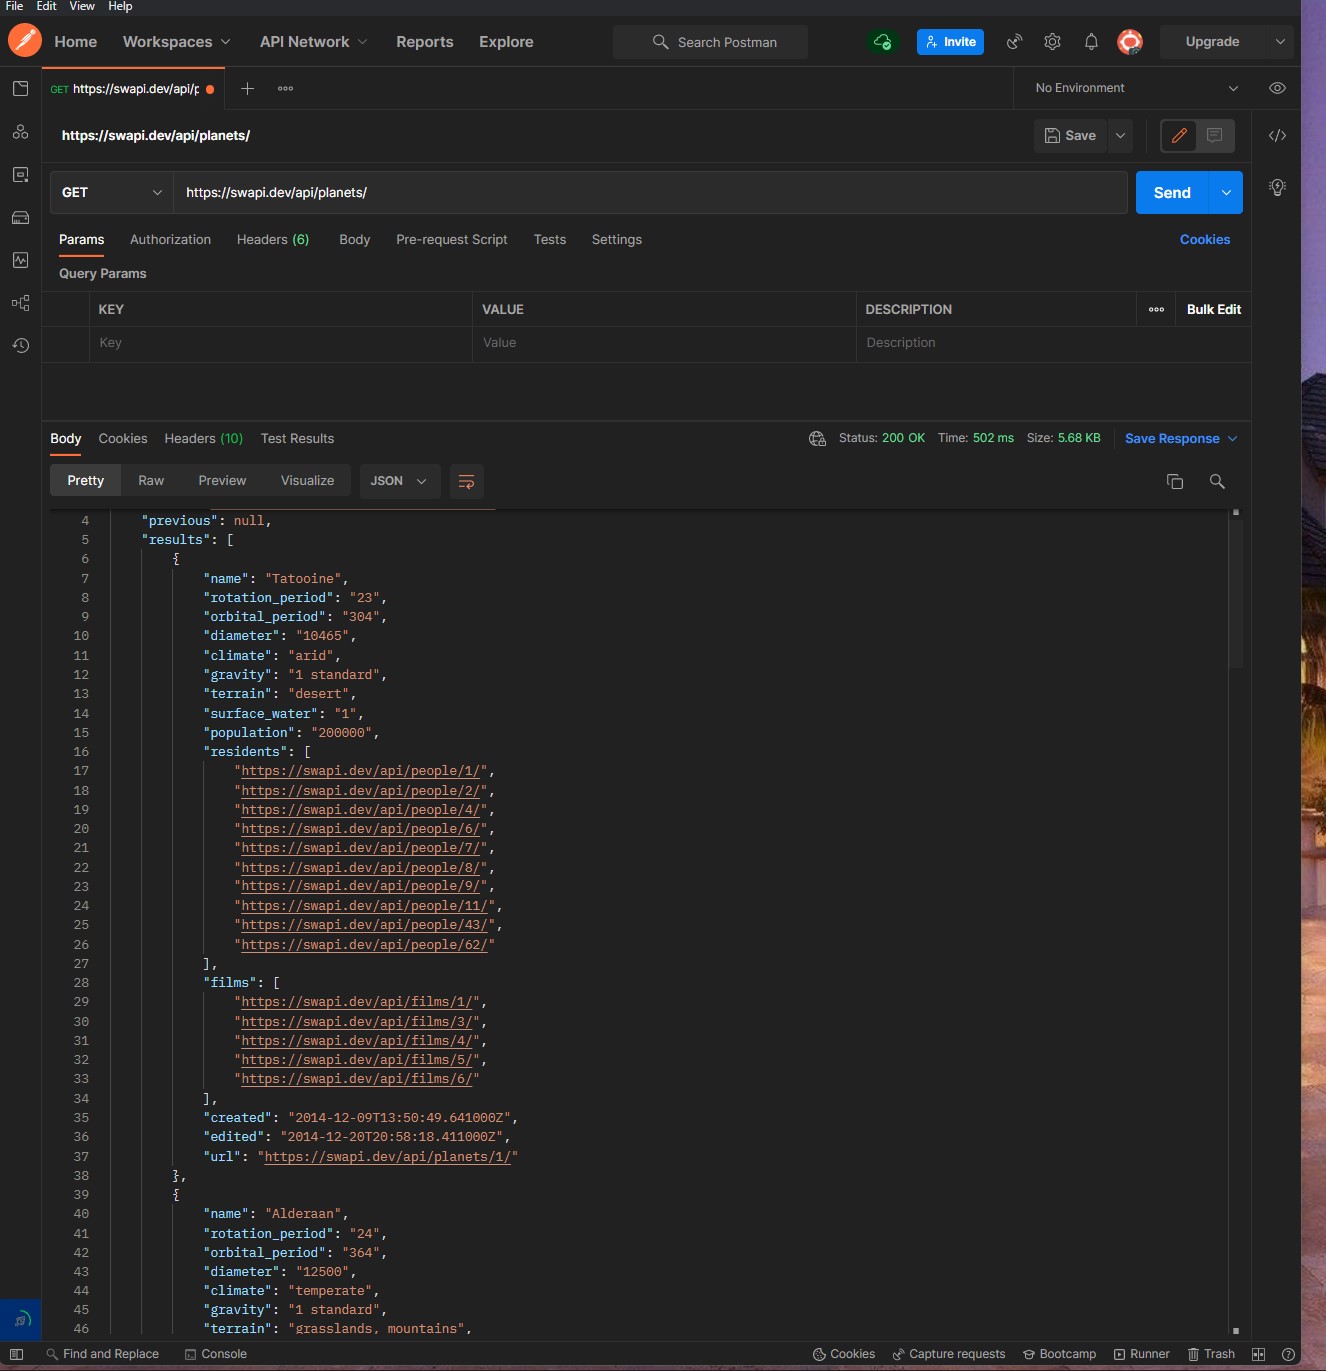 File Edit View Help
Home Workspaces API Network Reports Explore Search Postman Invite Upgrade
GET https://swapi.dev/api/p No Environment
https://swapi.dev/api/planets/ Save
GET https://swapi.dev/api/planets/ Send
Params Authorization Headers (6) Body Pre-request Script Tests Settings Cookies
Query Params
KEY VALUE DESCRIPTION Bulk Edit
Key Value Description
Body Cookies Headers (10) Test Results Status: 200 OK Time: 502 ms Size: 5.68 KB Save Response
Pretty Raw Preview Visualize JSON
4 "previous": null,
5 "results": [
6 {
7 "name": "Tatooine",
8 "rotation_period": "23",
9 "orbital_period": "304",
10 "diameter": "10465",
11 "climate": "arid",
12 "gravity": "1 standard",
13 "terrain": "desert",
14 "surface_water": "1",
15 "population": "200000",
16 "residents": [
17 "https://swapi.dev/api/people/1/",
18 "https://swapi.dev/api/people/2/",
19 "https://swapi.dev/api/people/4/",
20 "https://swapi.dev/api/people/6/",
21 "https://swapi.dev/api/people/7/",
22 "https://swapi.dev/api/people/8/",
23 "https://swapi.dev/api/people/9/",
24 "https://swapi.dev/api/people/11/",
25 "https://swapi.dev/api/people/43/",
26 "https://swapi.dev/api/people/62/"
27 ],
28 "films": [
29 "https://swapi.dev/api/films/1/",
30 "https://swapi.dev/api/films/3/",
31 "https://swapi.dev/api/films/4/",
32 "https://swapi.dev/api/films/5/",
33 "https://swapi.dev/api/films/6/"
34 ],
35 "created": "2014-12-09T13:50:49.641000Z",
36 "edited": "2014-12-20T20:58:18.411000Z",
37 "url": "https://swapi.dev/api/planets/1/"
38 },
39 {
40 "name": "Alderaan",
41 "rotation_period": "24",
42 "orbital_period": "364",
43 "diameter": "12500",
44 "climate": "temperate",
45 "gravity": "1 standard",
46 "terrain": "grasslands, mountains",
Find and Replace Console Cookies Capture requests Bootcamp Runner Trash